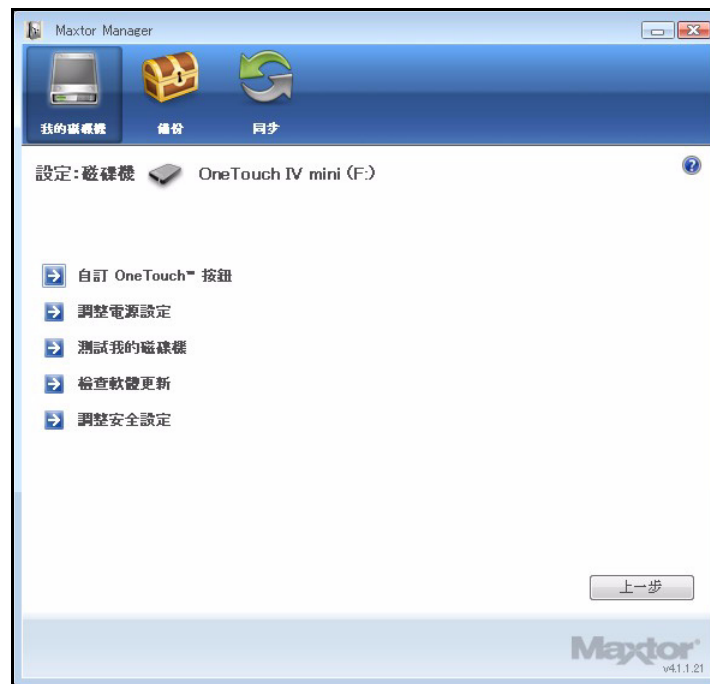 Maxtor Manager
我的磁碟機
備份
同步
設定:磁碟機 OneTouch IV mini (F:)
自訂 OneTouch™ 按鈕
調整電源設定
測試我的磁碟機
檢查軟體更新
調整安全設定
上一步
Maxtor
v4.1.1.21